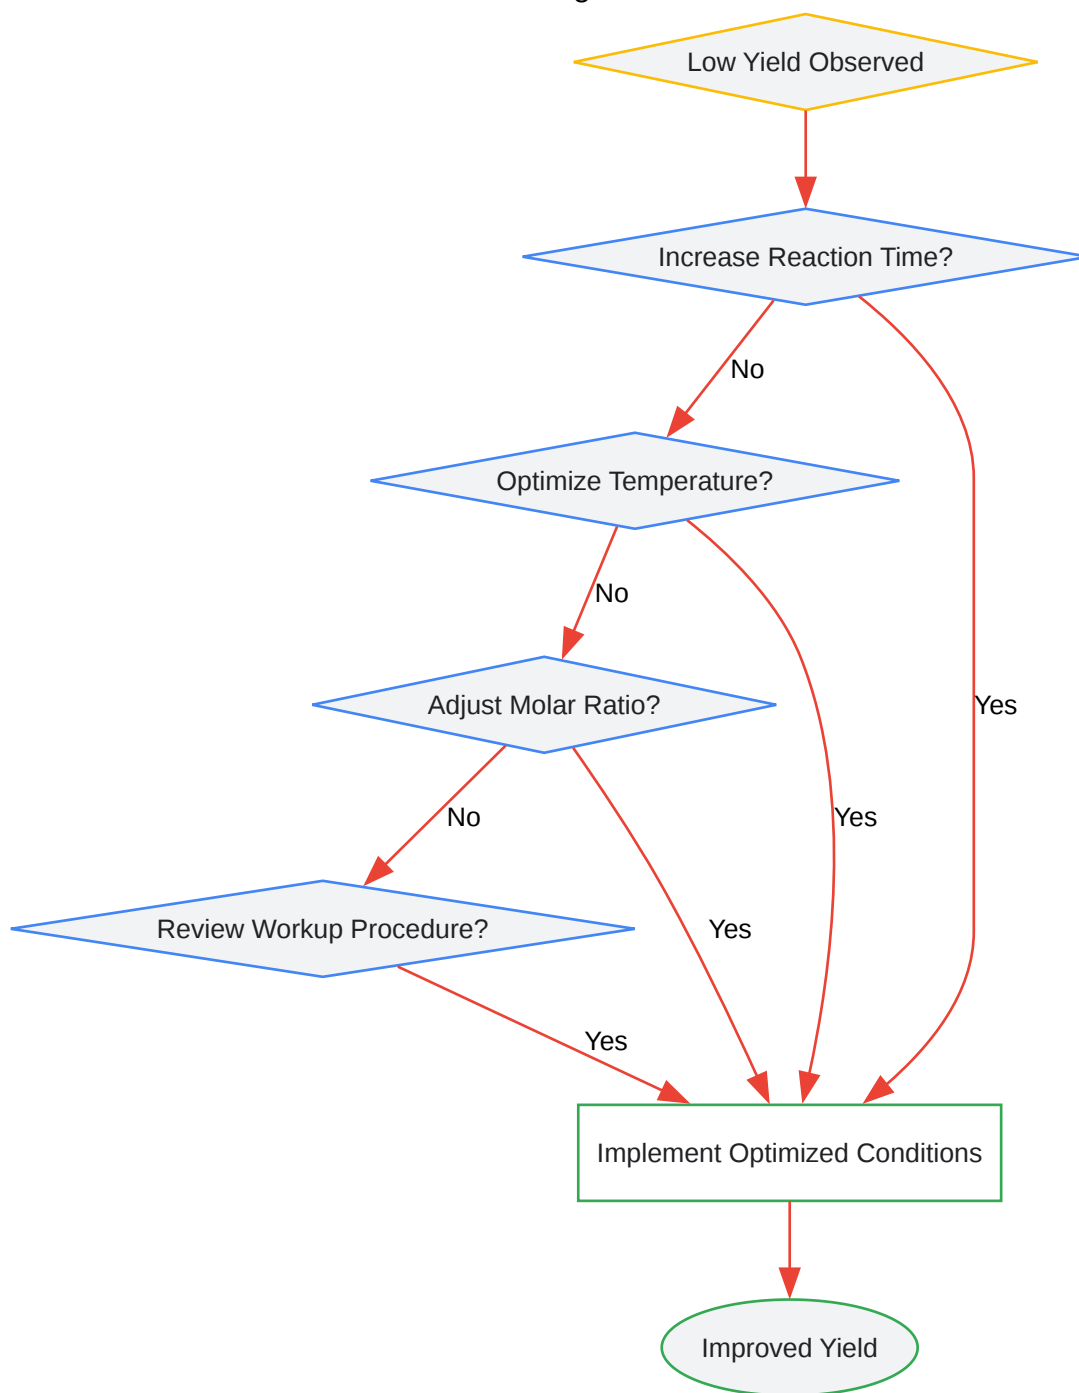 Low Yield Observed
Increase Reaction Time?
No
Optimize Temperature?
No
Adjust Molar Ratio?
Yes
No
Yes
Review Workup Procedure?
Yes
Yes
Implement Optimized Conditions
Improved Yield